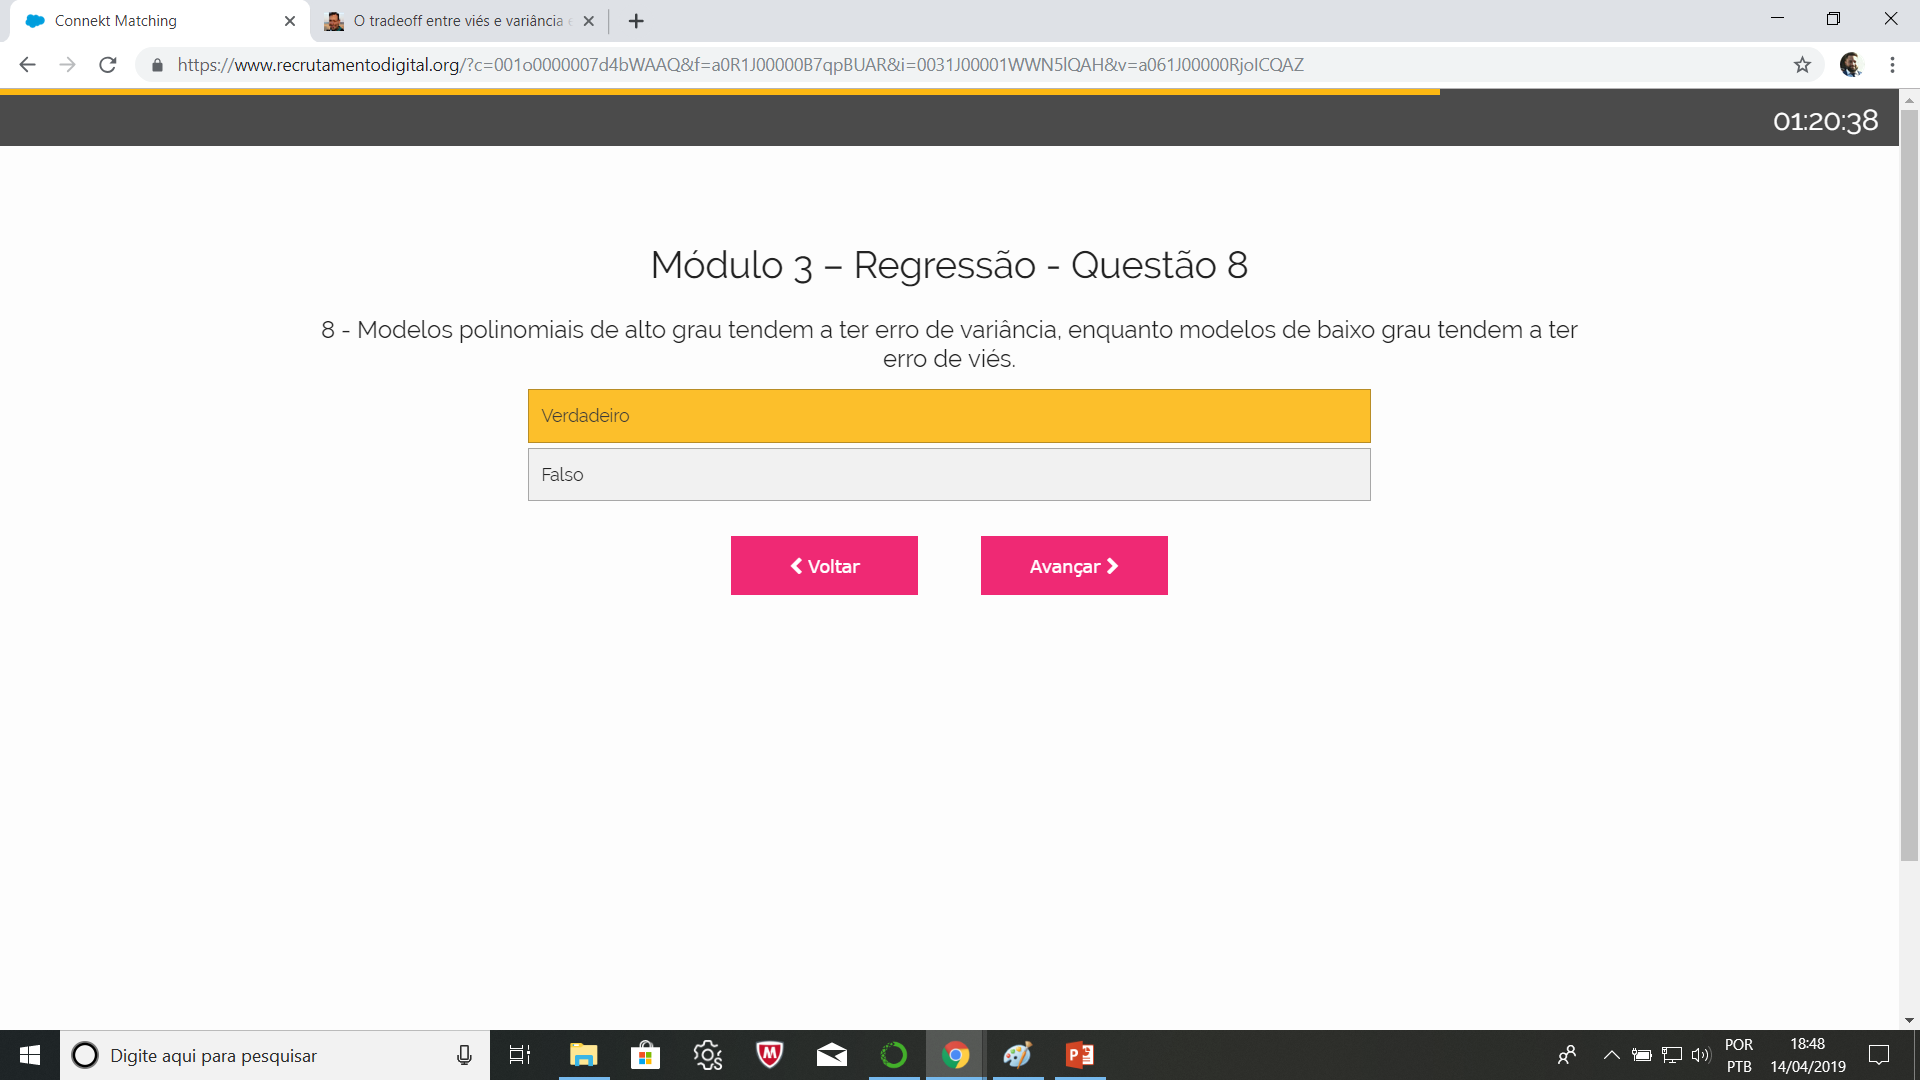 Connekt Matching
O tradeoff entre viés e variância
https://www.recrutamentodigital.org/?c=001o0000007d4bWAAQ&f=a0R1J00000B7qpBUAR&i=0031J00001WWN5lQAH&v=a061J00000RjoICQAZ
01:20:38
Módulo 3 – Regressão - Questão 8
8 - Modelos polinomiais de alto grau tendem a ter erro de variância, enquanto modelos de baixo grau tendem a ter
erro de viés.
Verdadeiro
Falso
Voltar
Avançar
Digite aqui para pesquisar
POR
PTB
18:48
14/04/2019